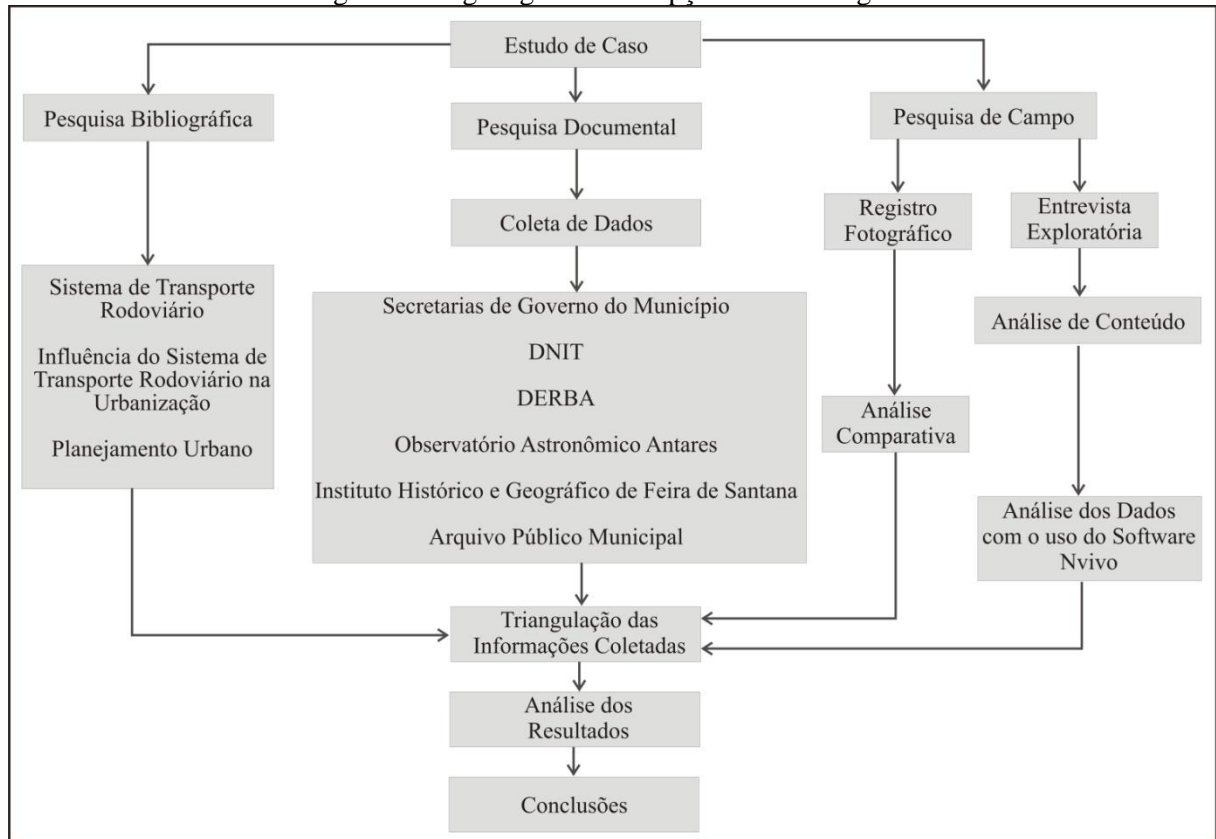 Estudo de Caso
Pesquisa Bibliográfica
Pesquisa Documental
Pesquisa de Campo
Coleta de Dados
Registro
Fotográfico
Entrevista
Exploratória
Sistema de Transporte
Rodoviário
Influência do Sistema de
Transporte Rodoviário na
Urbanização
Planejamento Urbano
Secretarias de Governo do Município
DNIT
DERBA
Observatório Astronômico Antares
Instituto Histórico e Geográfico de Feira de Santana
Arquivo Público Municipal
Análise
Comparativa
Análise de Conteúdo
Análise dos Dados
com o uso do Software
Nvivo
Triangulação das
Informações Coletadas
Análise dos
Resultados
Conclusões